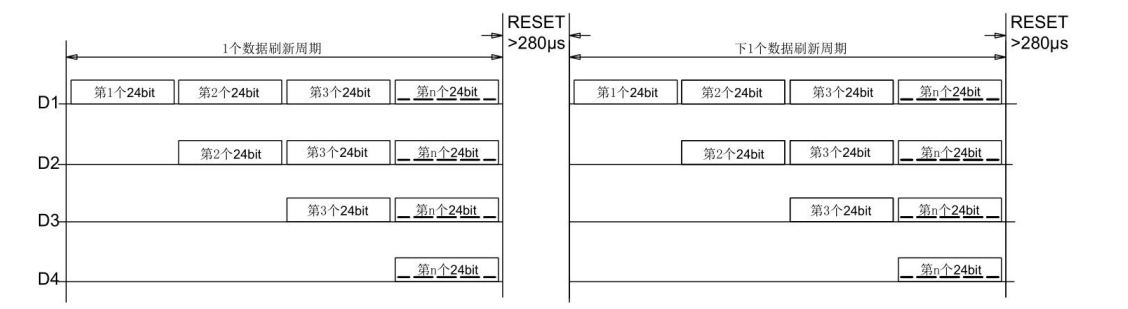 RESET
>280μs
RESET
>280μs
1个数据刷新周期
下1个数据刷新周期
D1 第1个24bit 第2个24bit 第3个24bit 第n个24bit 第1个24bit 第2个24bit 第3个24bit 第n个24bit
D2 第2个24bit 第3个24bit 第n个24bit 第2个24bit 第3个24bit 第n个24bit
D3 第3个24bit 第n个24bit 第3个24bit 第n个24bit
D4 第n个24bit 第n个24bit